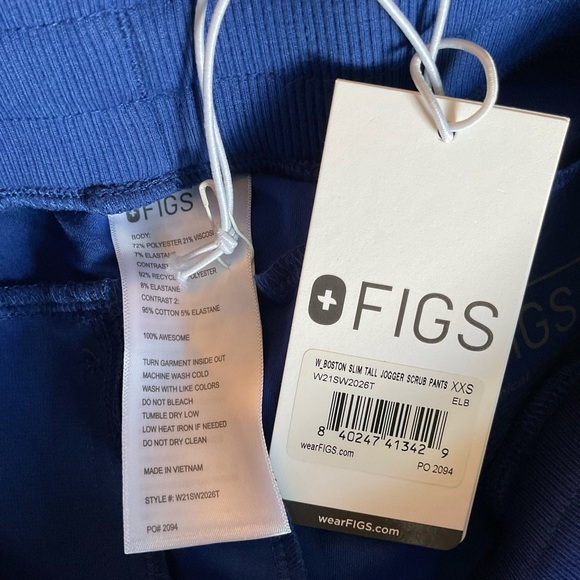 FIGS
BODY:
72% POLYESTER 21% VISCOSE
7% ELASTANE
CONTRAST
92% RECYCLED POLYESTER
8% ELASTANE
CONTRAST 2:
95% COTTON 5% ELASTANE
100% AWESOME
TURN GARMENT INSIDE OUT
MACHINE WASH COLD
WASH WITH LIKE COLORS
DO NOT BLEACH
TUMBLE DRY LOW
LOW HEAT IRON IF NEEDED
DO NOT DRY CLEAN
MADE IN VIETNAM
STYLE #: W21SW2026T
PO# 2094
FIGS
W_BOSTON SLIM TALL JOGGER SCRUB PANTS XXS
W21SW2026T
ELB
8 40247 41342 9
wearFIGS.com
PO 2094
wearFIGS.com
FIGS